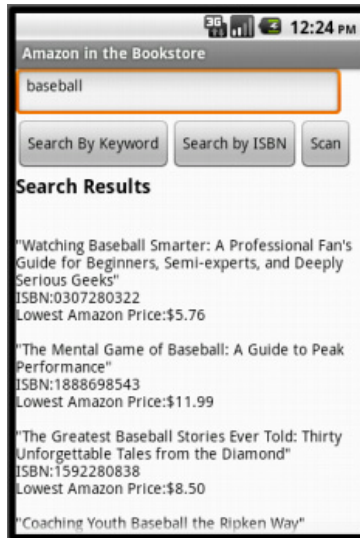 3G 12:24 PM
Amazon in the Bookstore
baseball
Search By Keyword Search by ISBN Scan
Search Results
"Watching Baseball Smarter: A Professional Fan's
Guide for Beginners, Semi-experts, and Deeply
Serious Geeks"
ISBN:0307280322
Lowest Amazon Price:$5.76
"The Mental Game of Baseball: A Guide to Peak
Performance"
ISBN:1888698543
Lowest Amazon Price:$11.99
"The Greatest Baseball Stories Ever Told: Thirty
Unforgettable Tales from the Diamond"
ISBN:1592280838
Lowest Amazon Price:$8.50
"Coaching Youth Baseball the Ripken Way"